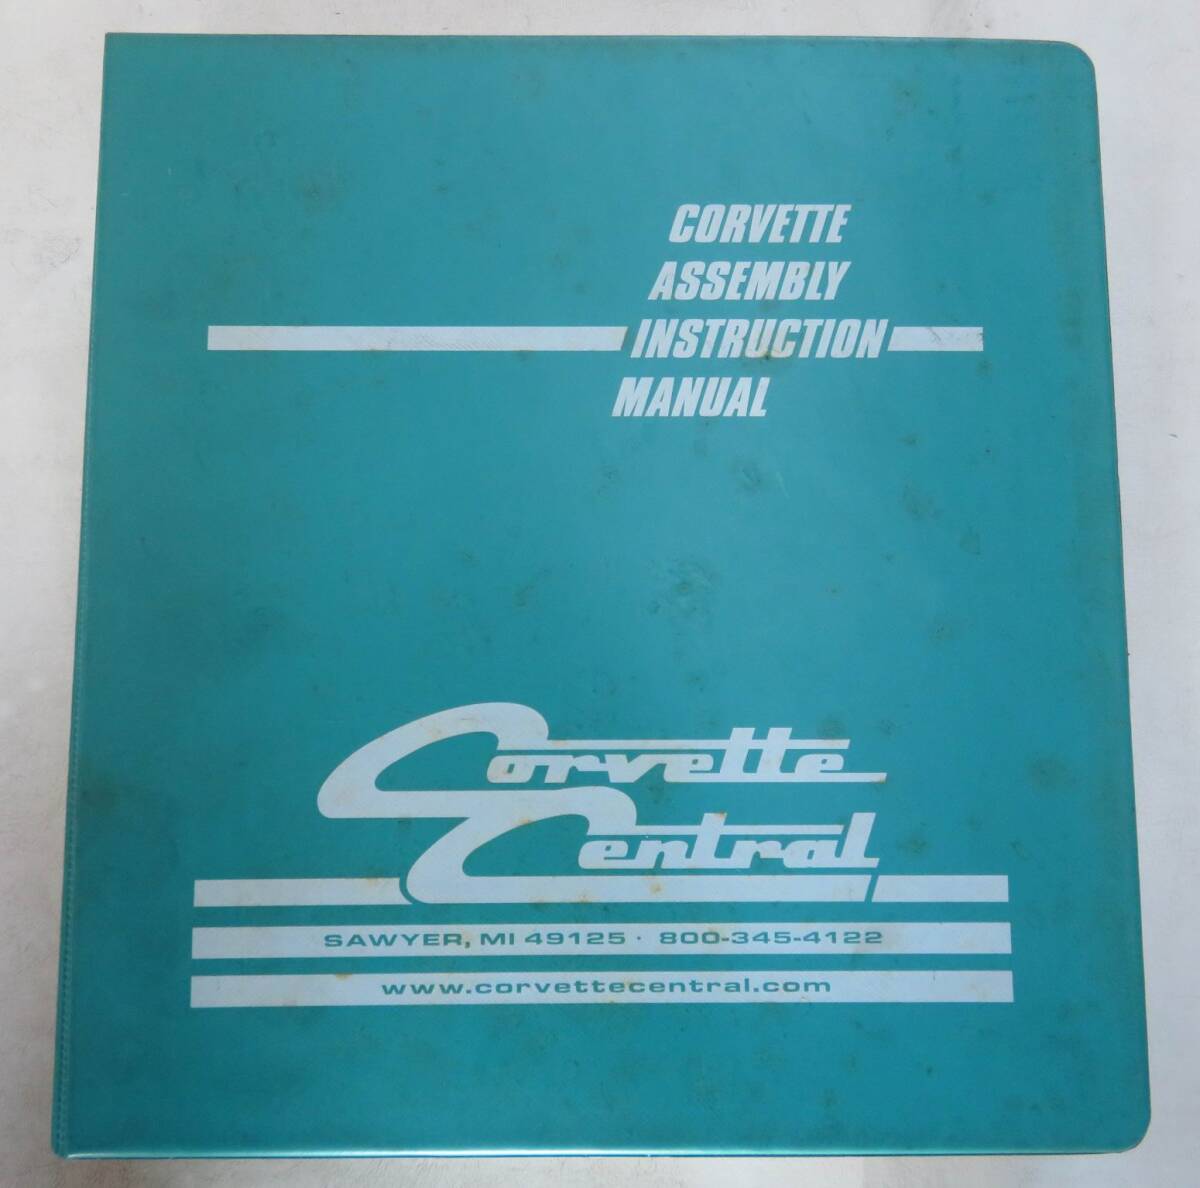 CORVETTE
ASSEMBLY
INSTRUCTION
MANUAL
Corvette
Central
SAWYER, MI 49125 · 800-345-4122
www.corvettecentral.com